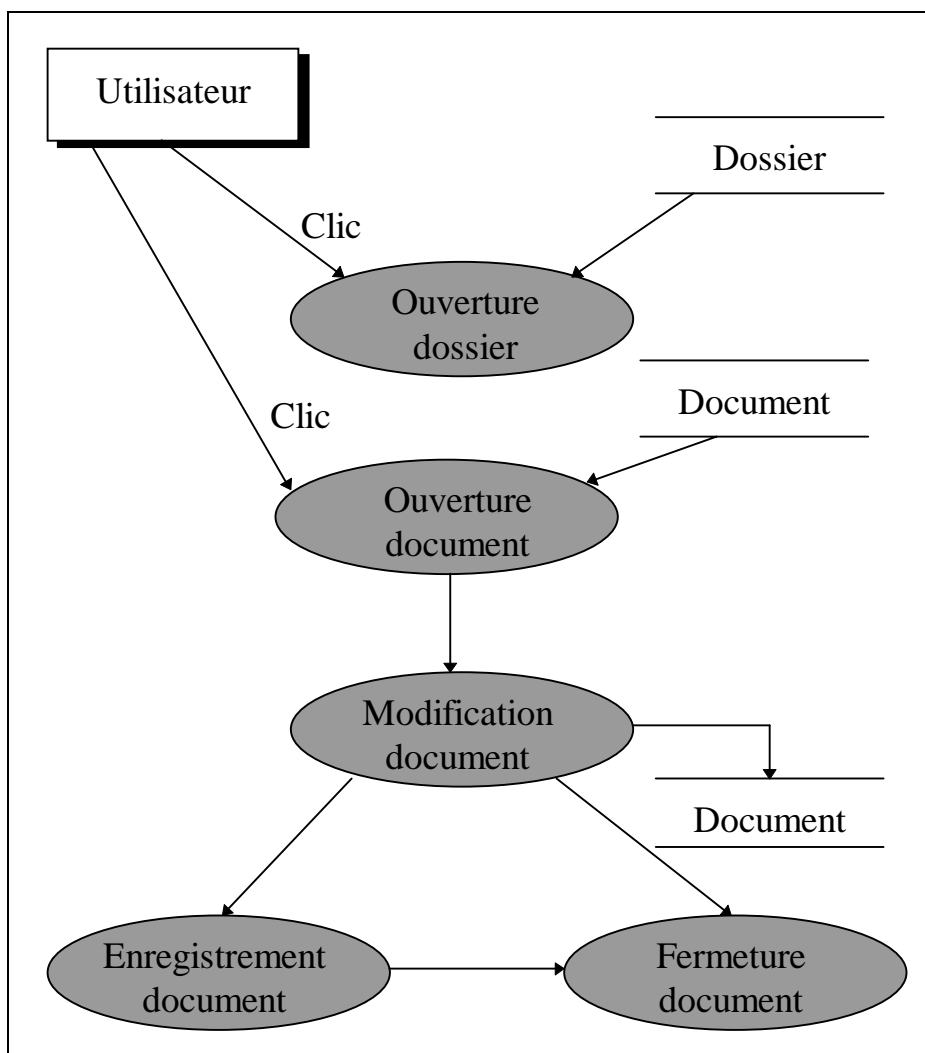 Utilisateur
Dossier
Clic
Ouverture
dossier
Document
Clic
Ouverture
document
Modification
document
Document
Enregistrement
document
Fermeture
document